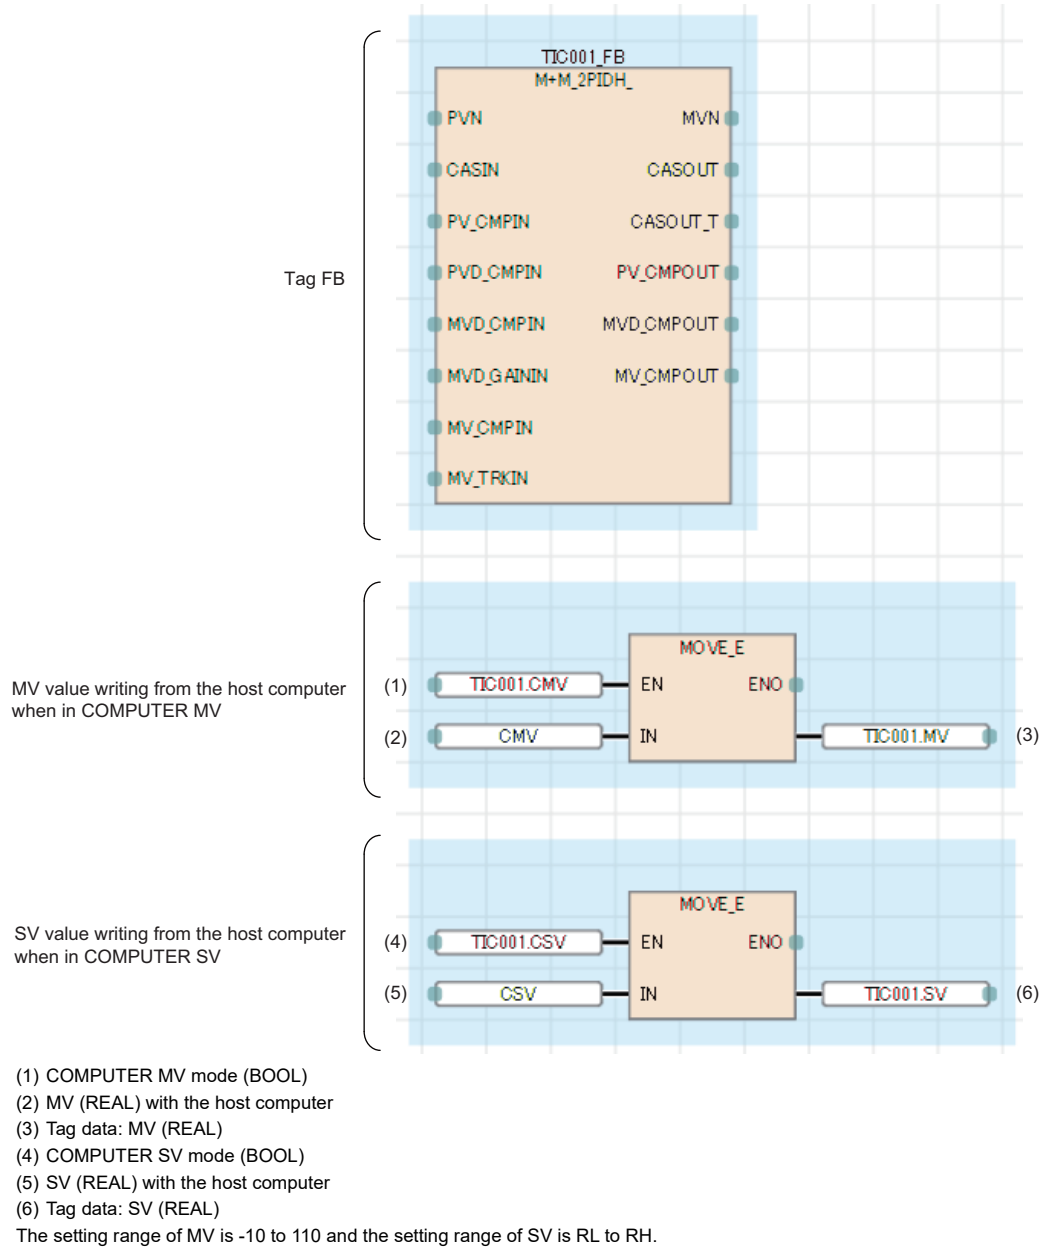 TIC001_FB
M+M_2PIDH_
PVN MVN
CASIN CASOUT
PV_CMPIN CASOUT_T
Tag FB
PVD_CMPIN PV_CMPOUT
MVD_CMPIN MVD_CMPOUT
MVD_GAININ MV_CMPOUT
MV_CMPIN
MV_TRKIN
MV value writing from the host computer
when in COMPUTER MV
MOVE_E
(1) TIC001.CMV EN ENO
(2) CMV IN TIC001.MV (3)
SV value writing from the host computer
when in COMPUTER SV
MOVE_E
(4) TIC001.CSV EN ENO
(5) CSV IN TIC001.SV (6)
(1) COMPUTER MV mode (BOOL)
(2) MV (REAL) with the host computer
(3) Tag data: MV (REAL)
(4) COMPUTER SV mode (BOOL)
(5) SV (REAL) with the host computer
(6) Tag data: SV (REAL)
The setting range of MV is -10 to 110 and the setting range of SV is RL to RH.